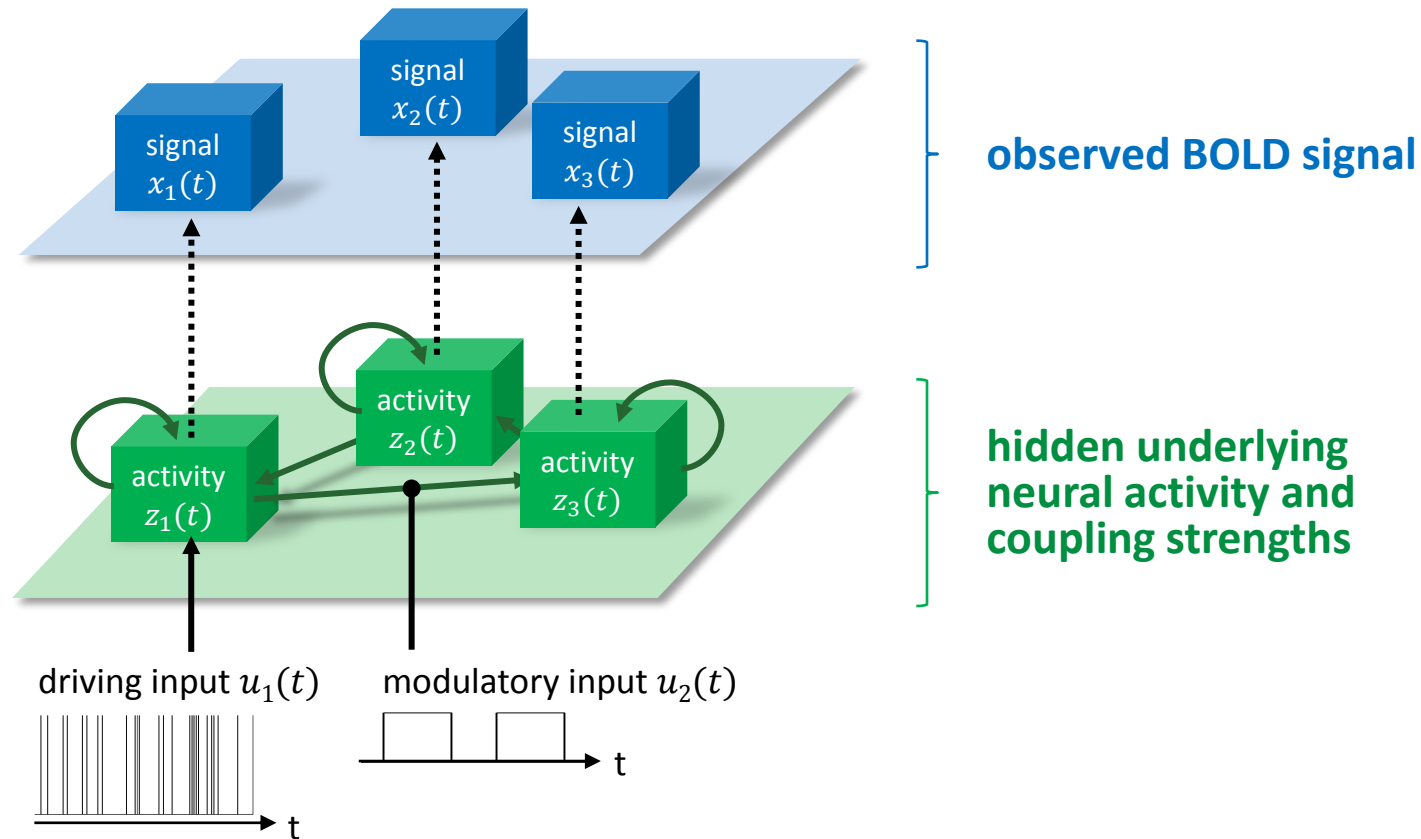 signal
x₁(t)
signal
x₂(t)
signal
x₃(t)
observed BOLD signal
activity
z₁(t)
activity
z₂(t)
activity
z₃(t)
hidden underlying
neural activity and
coupling strengths
driving input u₁(t)
modulatory input u₂(t)
t
t